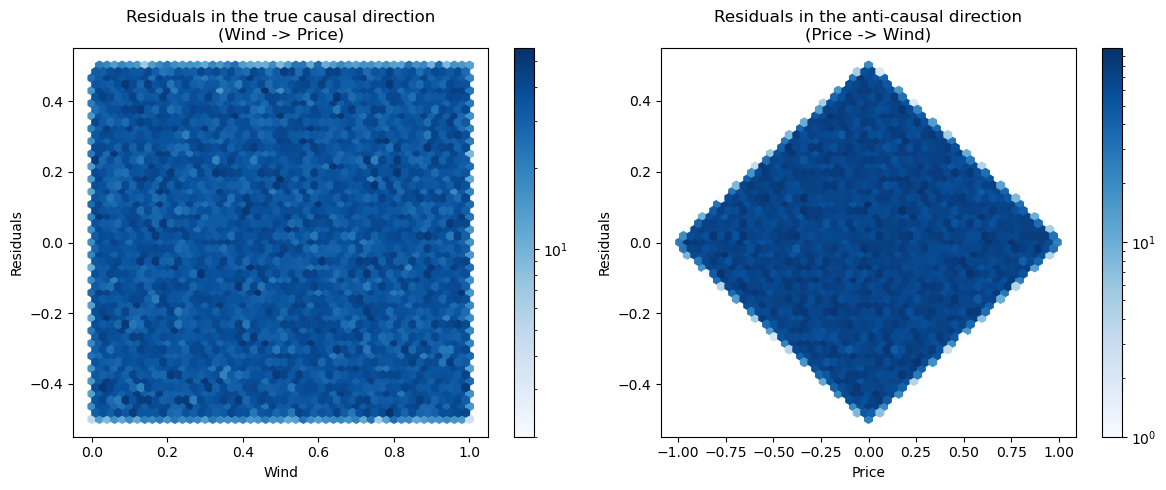 Residuals in the true causal direction
(Wind -> Price)
Residuals
0.4
0.2
0.0
−0.2
−0.4
0.0 0.2 0.4 0.6 0.8 1.0
Wind
10¹
Residuals in the anti-causal direction
(Price -> Wind)
Residuals
0.4
0.2
0.0
−0.2
−0.4
−1.00 −0.75 −0.50 −0.25 0.00 0.25 0.50 0.75 1.00
Price
10¹
10⁰